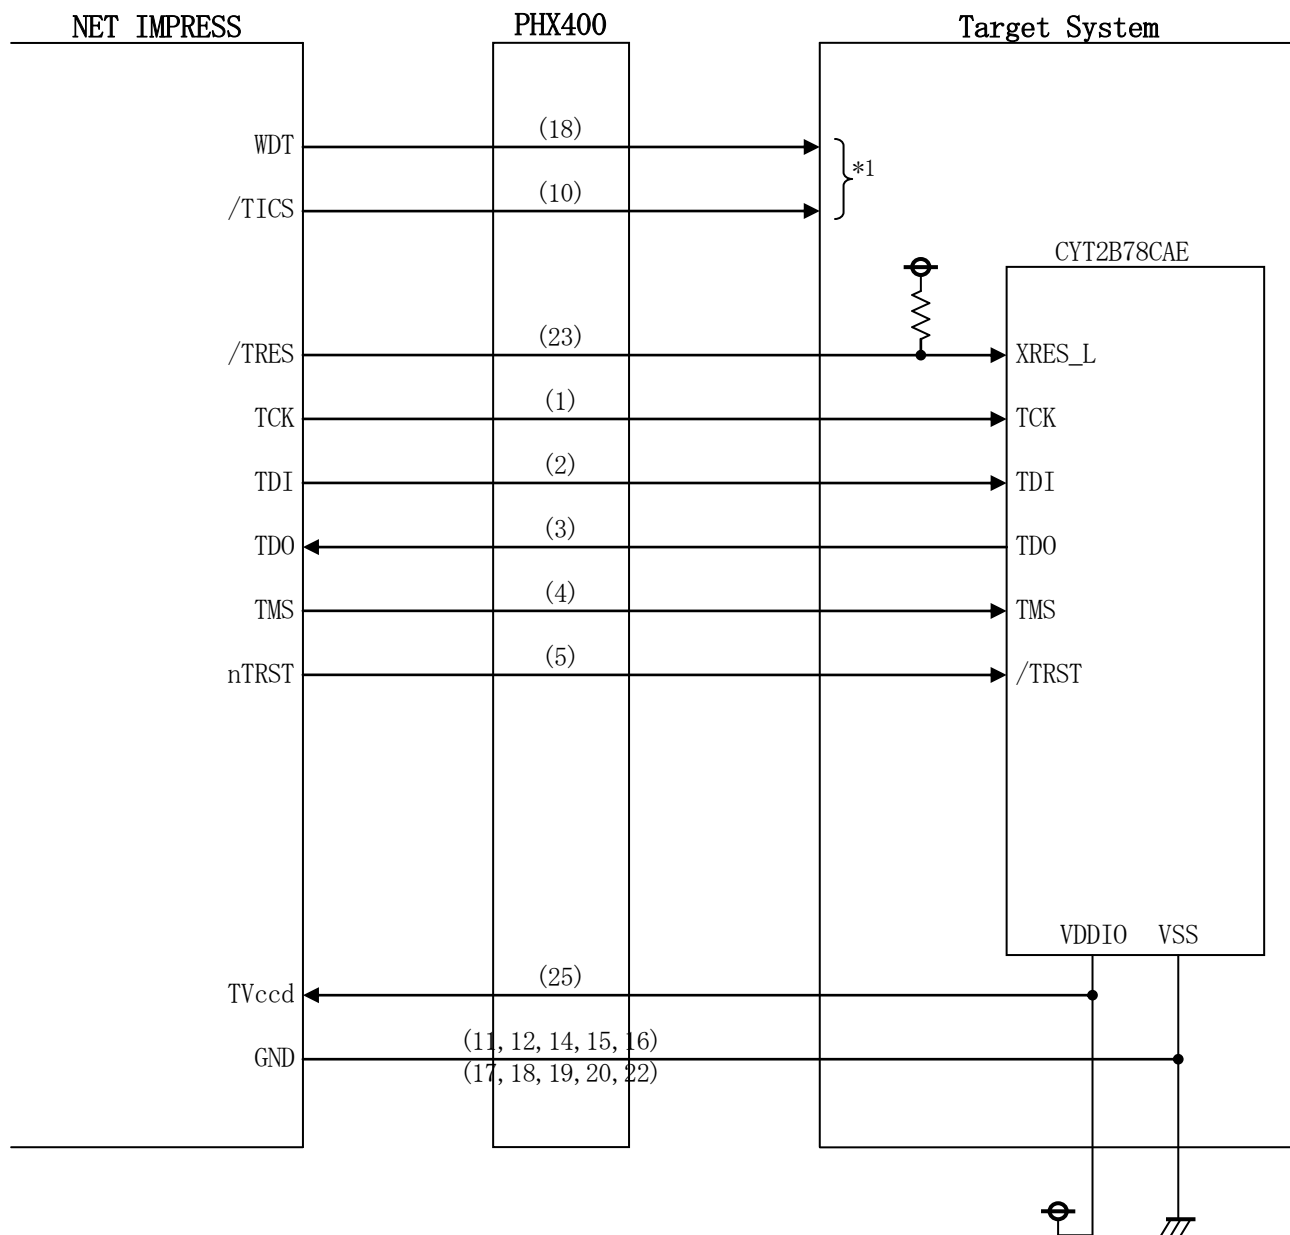 NET IMPRESS PHX400 Target System
WDT (18)
*1
/TICS (10)
CYT2B78CAE
/TRES (23) XRES_L
TCK (1) TCK
TDI (2) TDI
TDO (3) TDO
TMS (4) TMS
nTRST (5) /TRST
VDDIO VSS
TVccd (25)
GND (11,12,14,15,16)
(17,18,19,20,22)